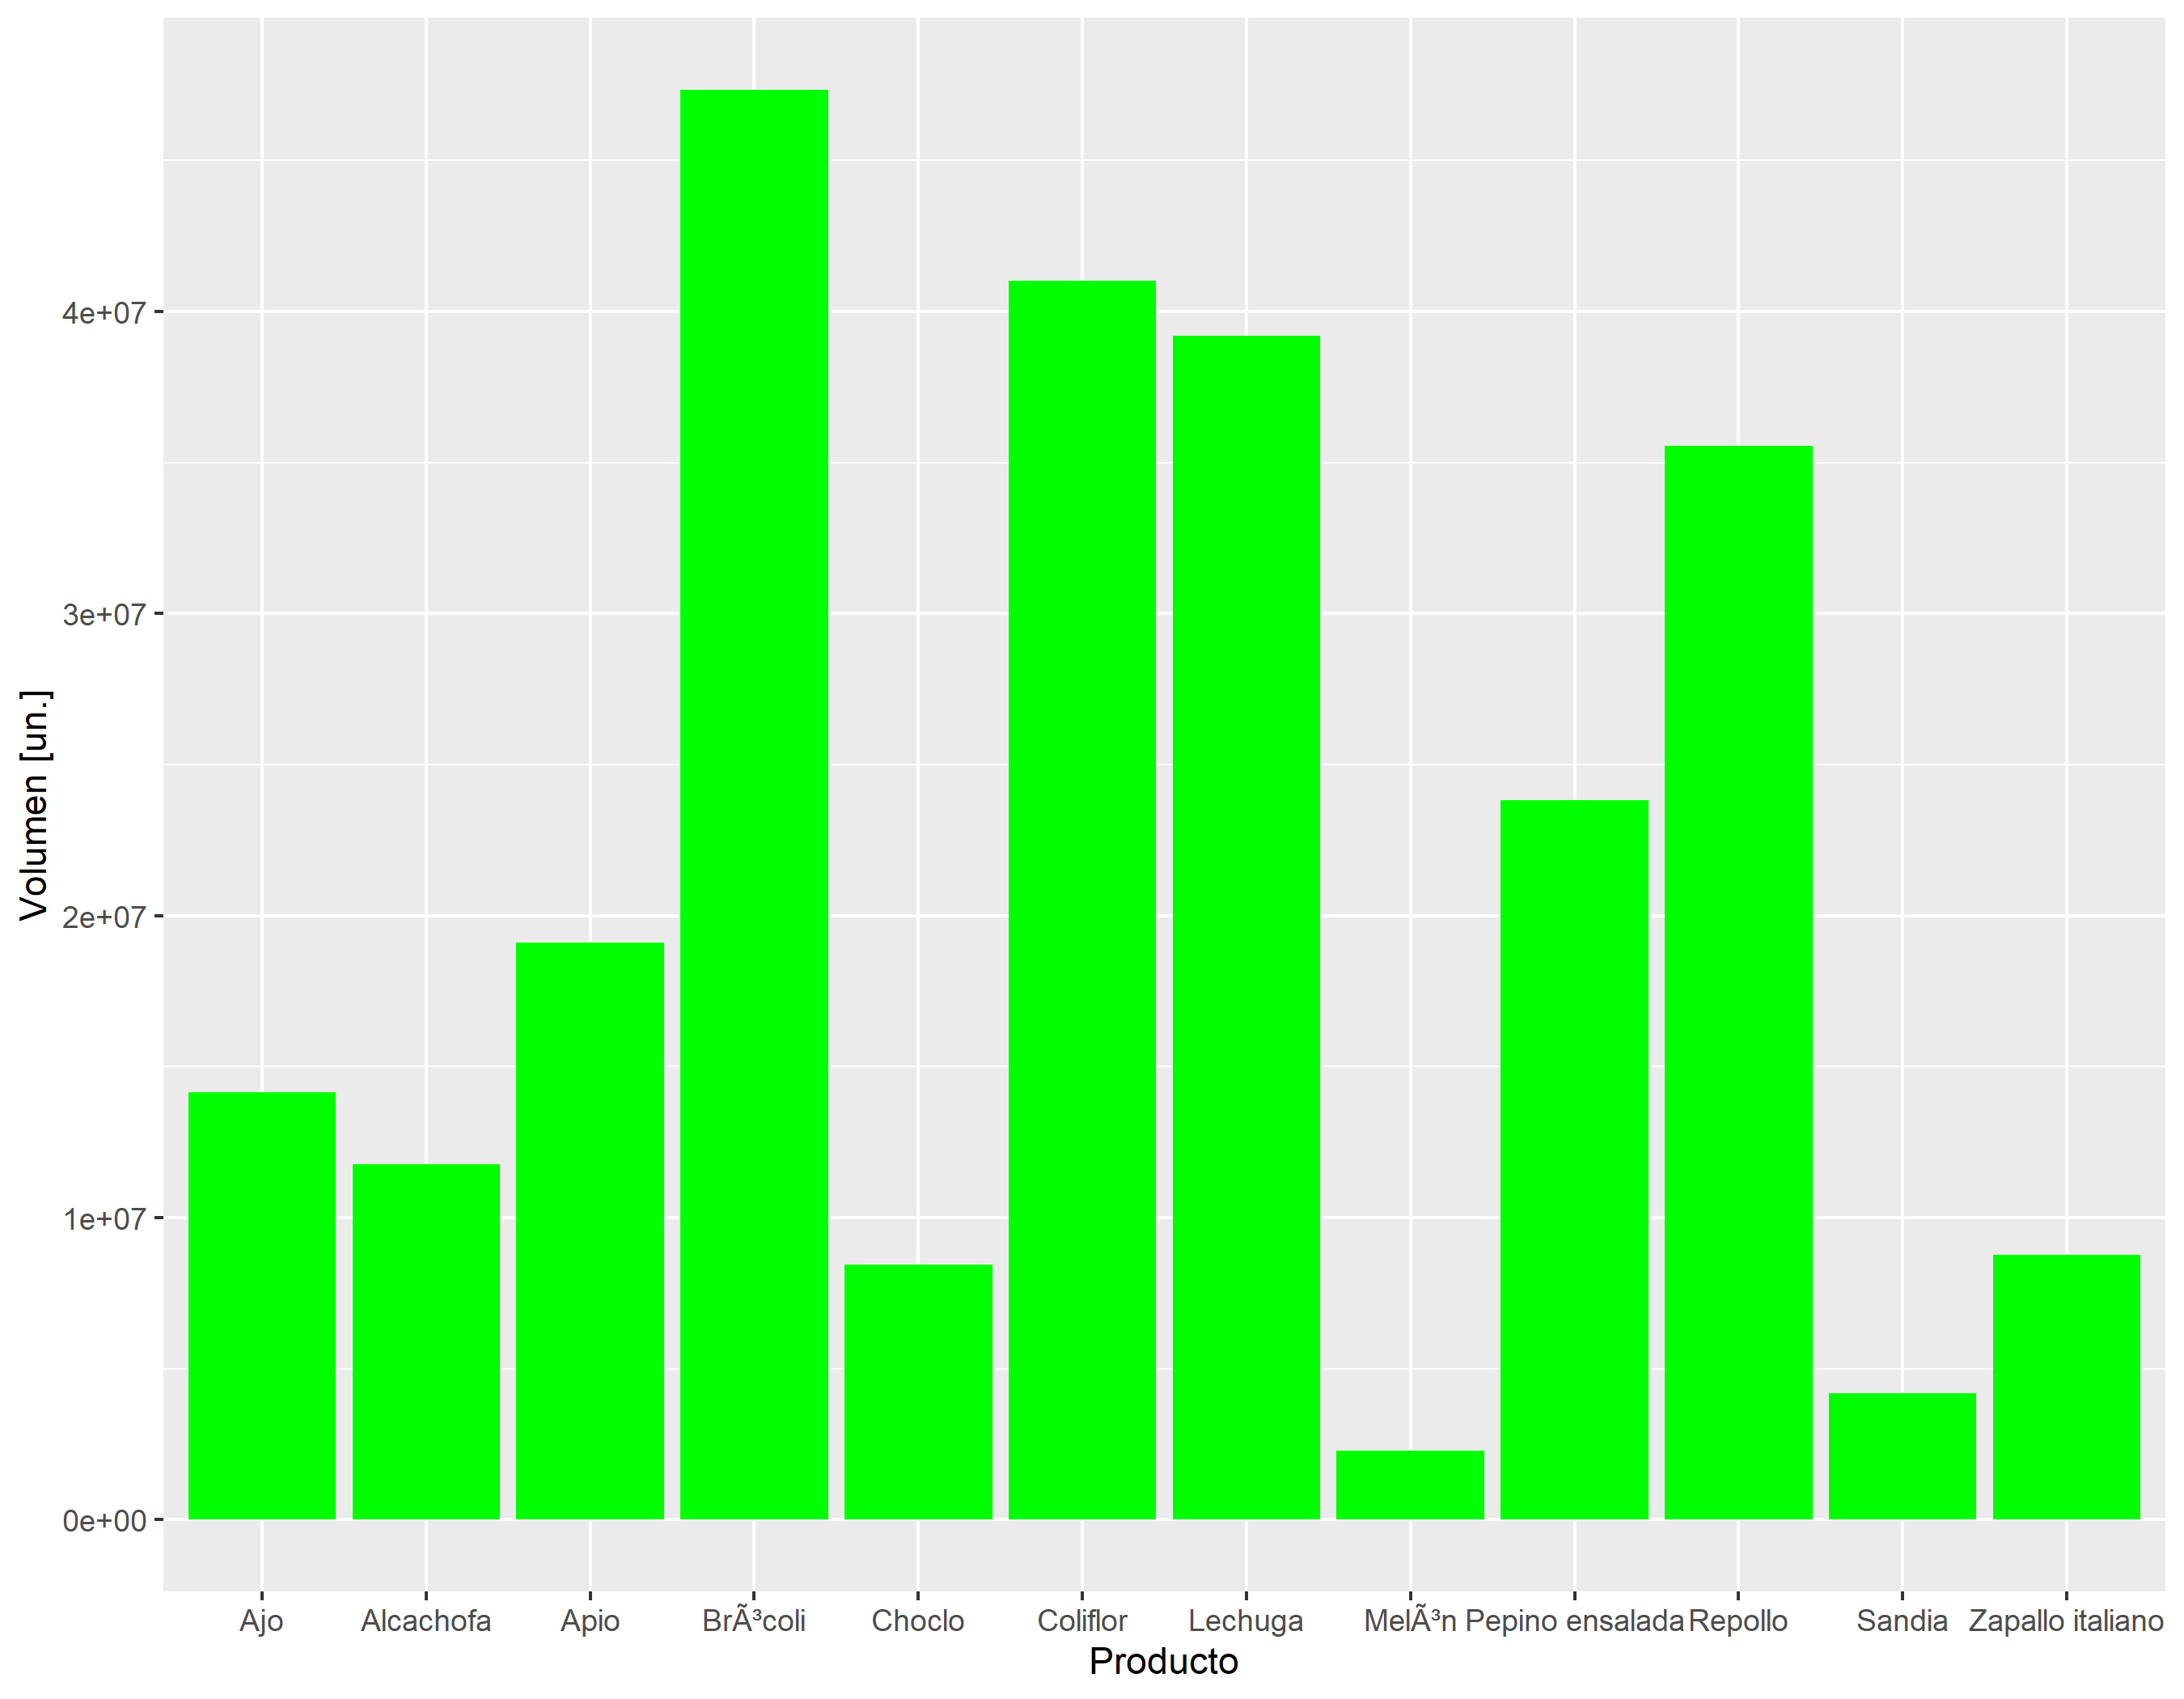 Volumen [un.]
4e+07
3e+07
2e+07
1e+07
0e+00
Ajo Alcachofa Apio BrÃ³coli Choclo Coliflor Lechuga MelÃ³n Pepino ensalada Repollo Sandia Zapallo italiano
Producto